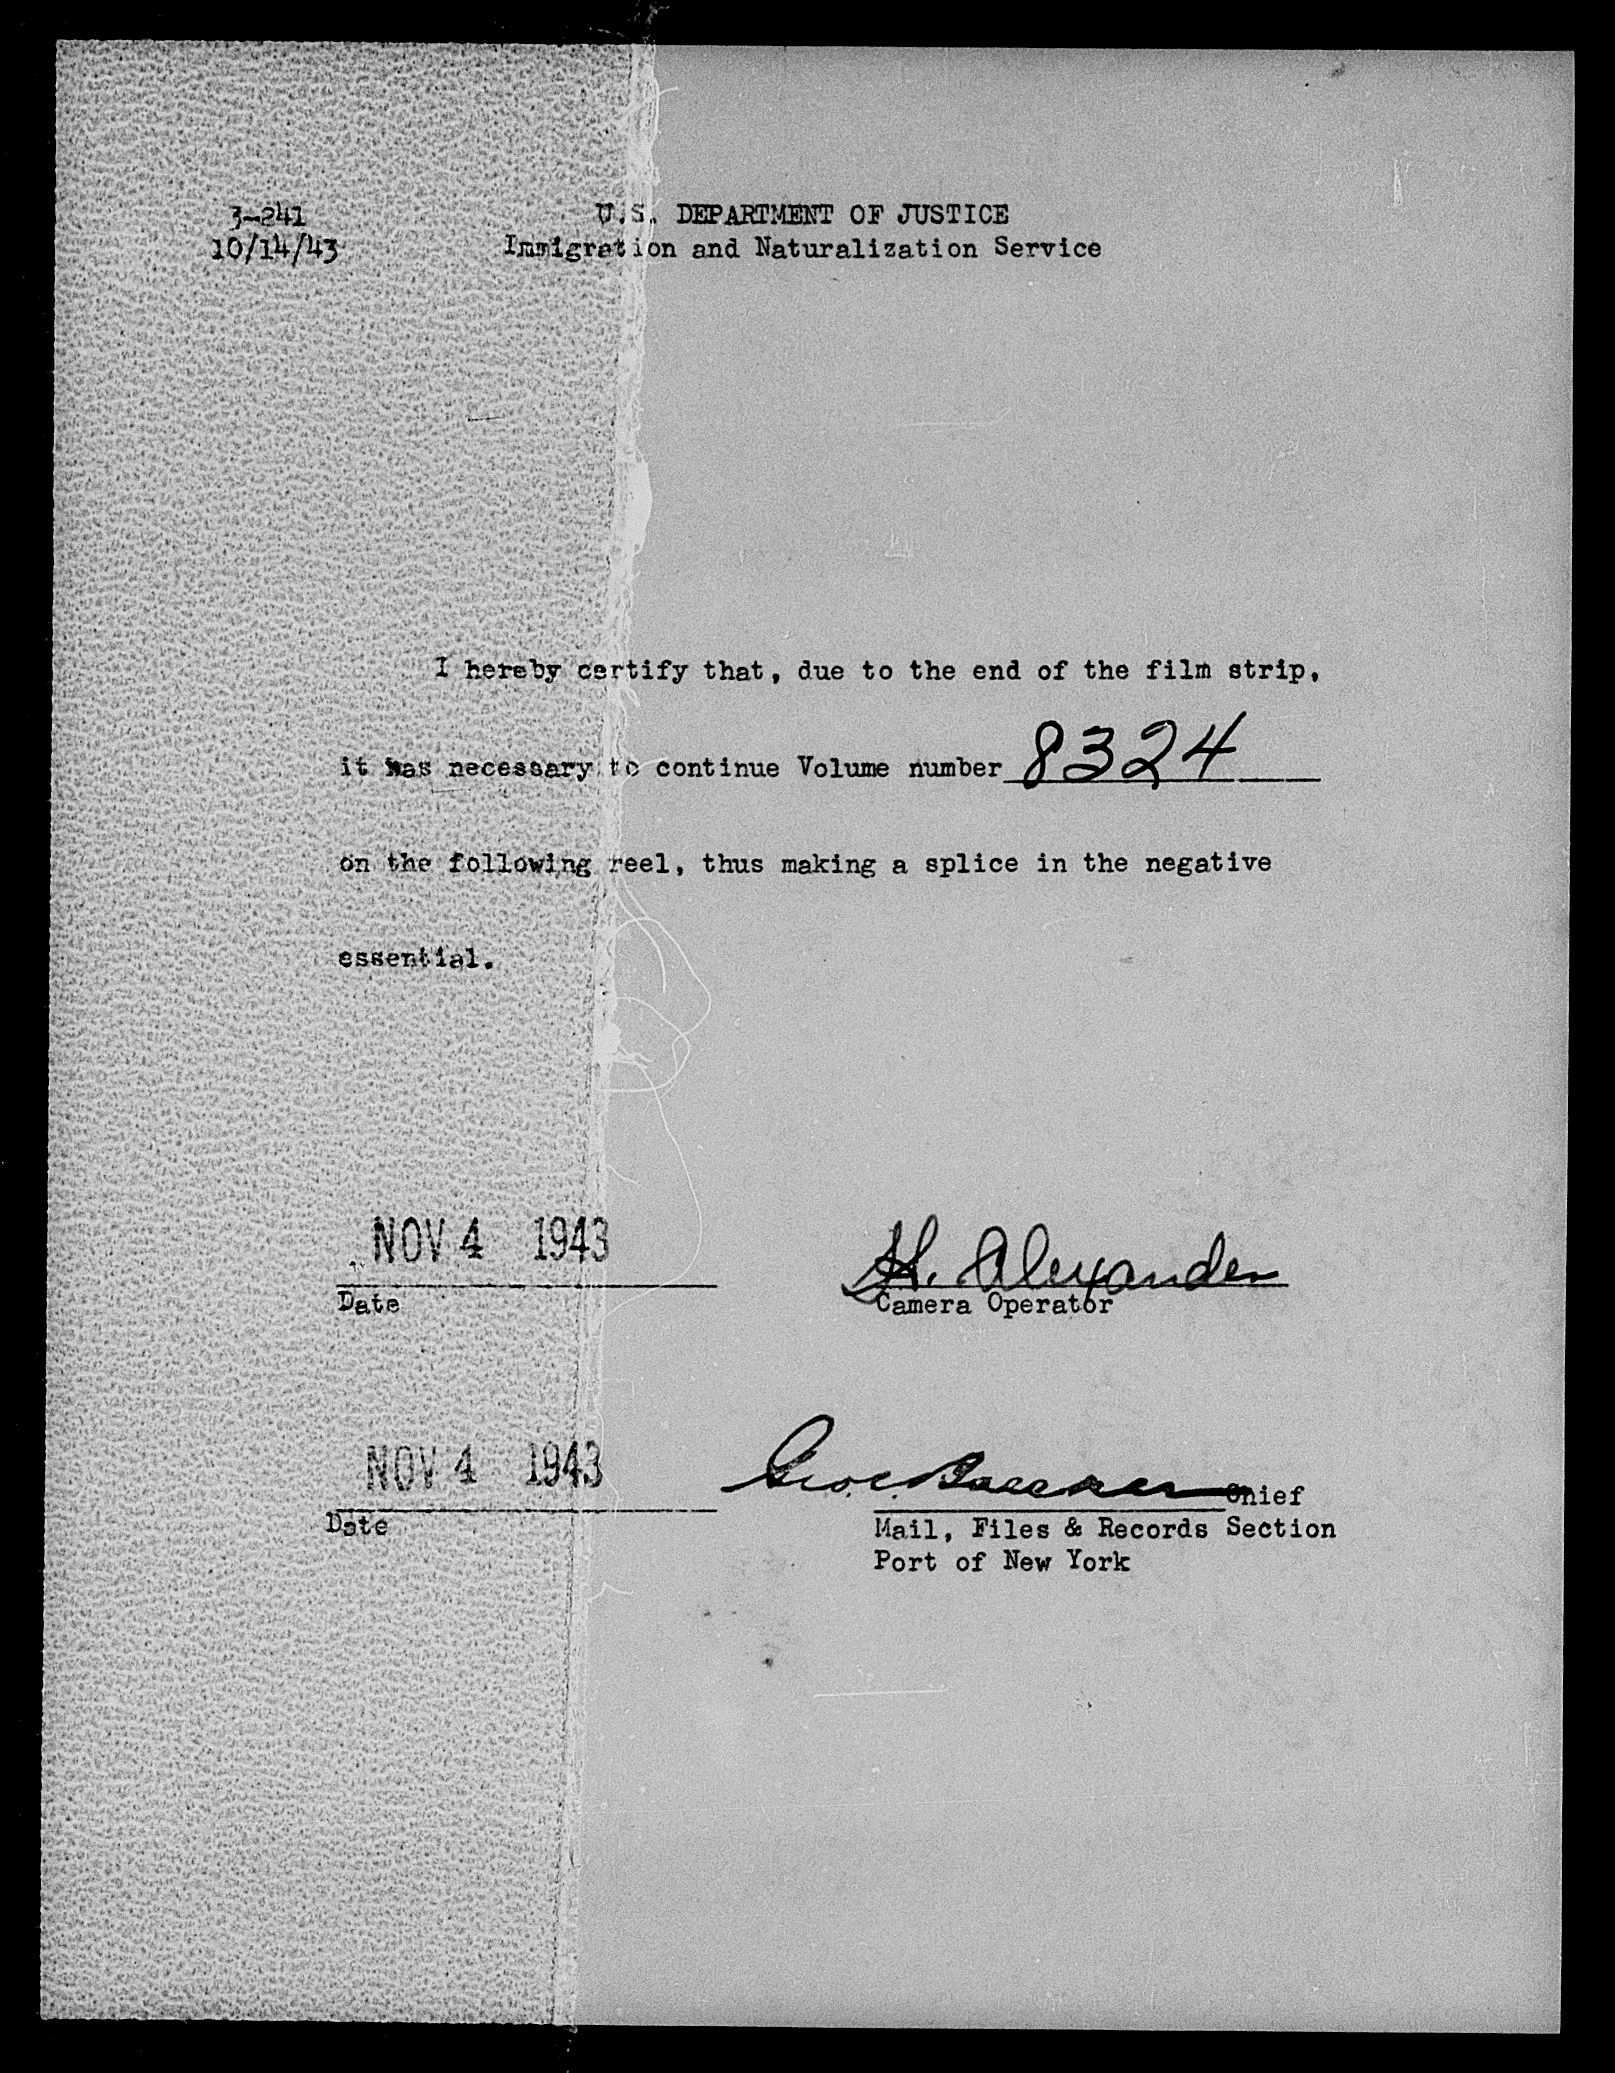 3-241
U.S. DEPARTMENT OF JUSTICE
10/14/43
Immigration and Naturalization Service
I hereby certify that, due to the end of the film strip,
it was necessary to continue Volume number 8324
on the following reel, thus making a splice in the negative
essential.
NOV 4 1943
H. Alexander
Date
Camera Operator
NOV 4 1943
Chief
Date
Mail, Files & Records Section
Port of New York